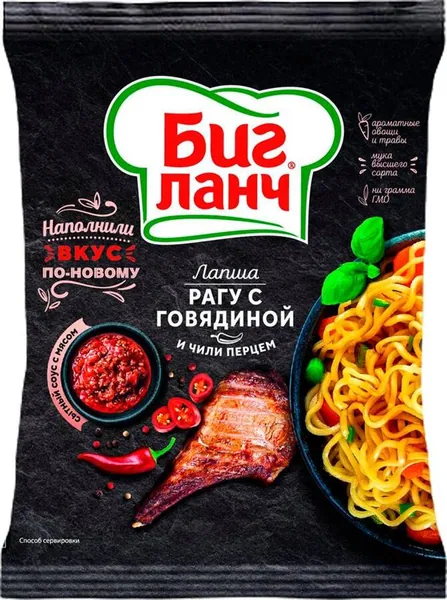 Биг
ланч®
ароматные
овощи
и травы
мука
высшего
сорта
ни грамма
ГМО
Наполнили
ВКУС
ПО-НОВОМУ
Лапша
РАГУ С
ГОВЯДИНОЙ
И ЧИЛИ ПЕРЦЕМ
СЫТНЫЙ СОУС С МЯСОМ
Способ сервировки